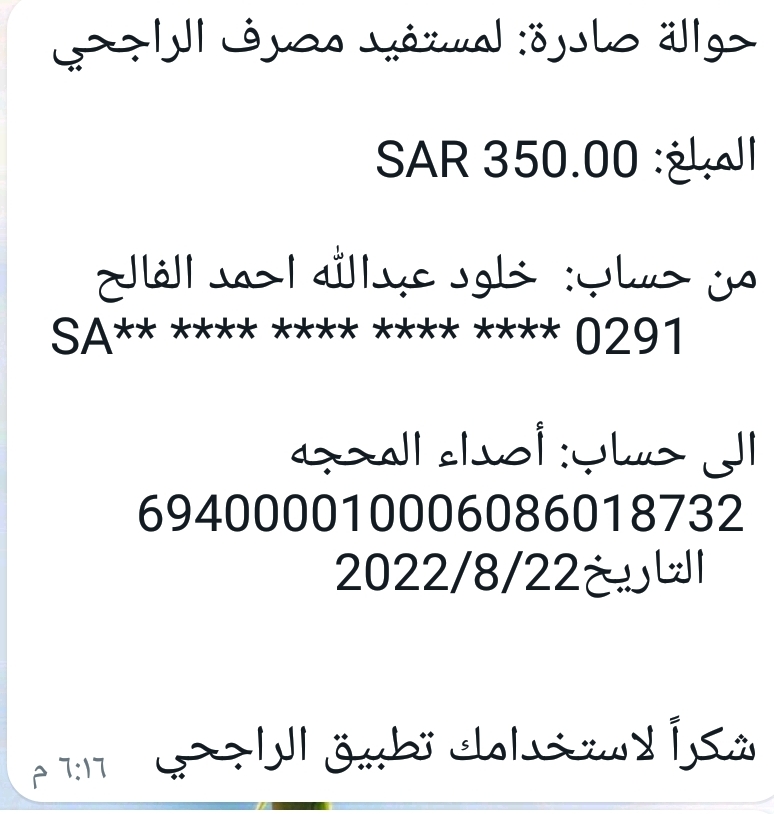 حوالة صادرة: لمستفيد مصرف الراجحي
المبلغ: SAR 350.00
من حساب: خلود عبدالله احمد الفالح
SA** **** **** **** **** 0291
الى حساب: أصداء المحجه
6940000100006086018732
التاريخ2022/8/22
شكراً لاستخدامك تطبيق الراجحي
٦:١٦ م